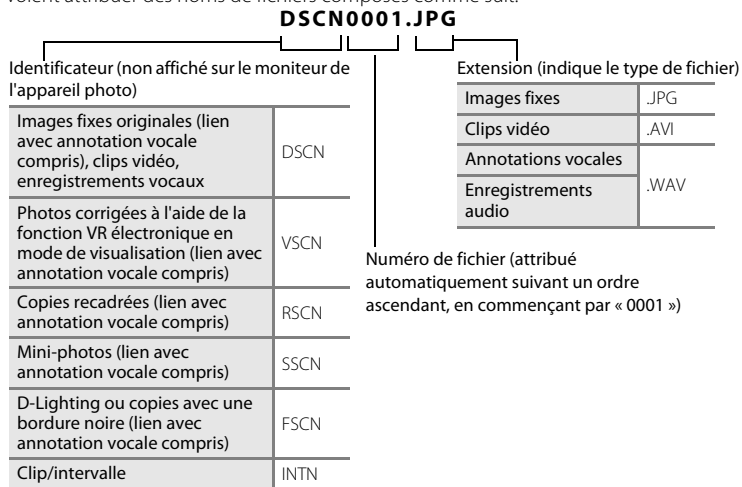 DSCN0001.JPG
Identificateur (non affiché sur le moniteur de
l'appareil photo)
Images fixes originales (lien
avec annotation vocale
compris), clips vidéo,
enregistrements vocaux
DSCN
Photos corrigées à l'aide de la
fonction VR électronique en
mode de visualisation (lien avec
annotation vocale compris)
VSCN
Copies recadrées (lien avec
annotation vocale compris)
RSCN
Mini-photos (lien avec
annotation vocale compris)
SSCN
D-Lighting ou copies avec une
bordure noire (lien avec
annotation vocale compris)
FSCN
Clip/intervalle
INTN
Extension (indique le type de fichier)
Images fixes
.JPG
Clips vidéo
.AVI
Annotations vocales
Enregistrements
audio
.WAV
Numéro de fichier (attribué
automatiquement suivant un ordre
ascendant, en commençant par « 0001 »)